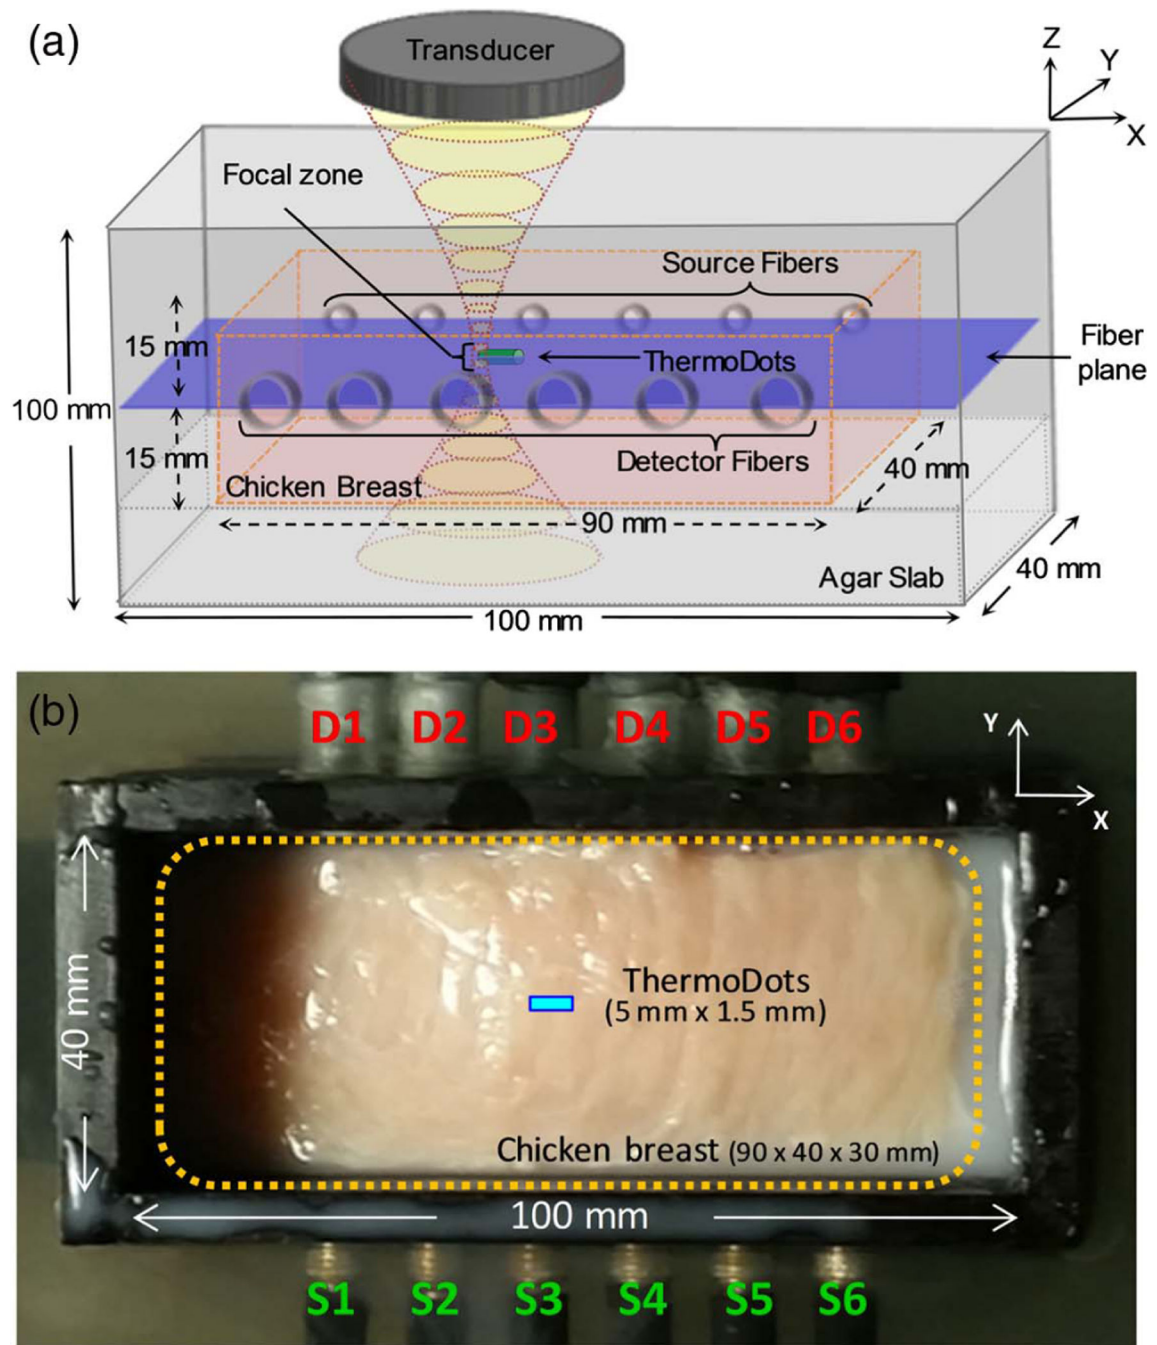 (a)
Transducer
Z
Y
X
Focal zone
Source Fibers
15 mm
ThermoDots
Fiber
plane
100 mm
15 mm
Detector Fibers
40 mm
Chicken Breast
90 mm
Agar Slab
40 mm
100 mm
(b)
D1 D2 D3 D4 D5 D6
Y
X
40 mm
ThermoDots
(5 mm x 1.5 mm)
Chicken breast (90 x 40 x 30 mm)
100 mm
S1 S2 S3 S4 S5 S6